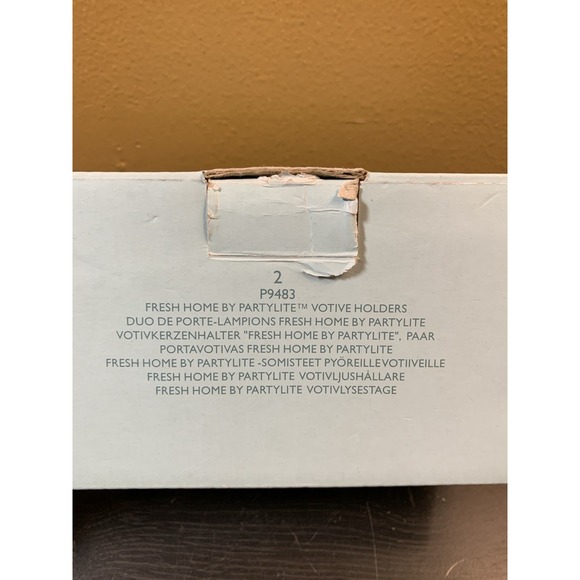 2
P9483
FRESH HOME BY PARTYLITE™ VOTIVE HOLDERS
DUO DE PORTE-LAMPIONS FRESH HOME BY PARTYLITE
VOTIVKERZENHALTER "FRESH HOME BY PARTYLITE", PAAR
PORTAVOTIVAS FRESH HOME BY PARTYLITE
FRESH HOME BY PARTYLITE -SOMISTEET PYÖREILLEVOTIIVEILLE
FRESH HOME BY PARTYLITE VOTIVLJUSHÅLLARE
FRESH HOME BY PARTYLITE VOTIVLYSESTAGE